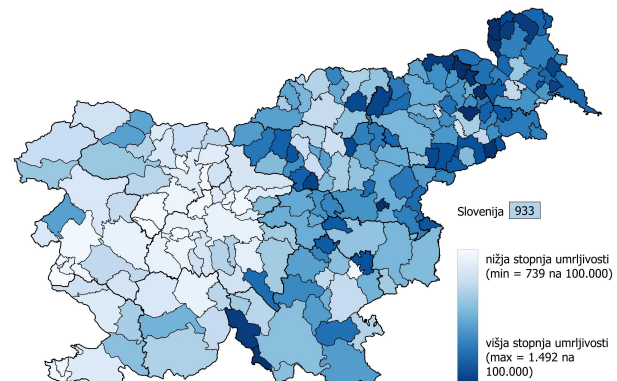 Slovenija 933
nižja stopnja umrljivosti
(min = 739 na 100.000)
višja stopnja umrljivosti
(max = 1.492 na
100.000)